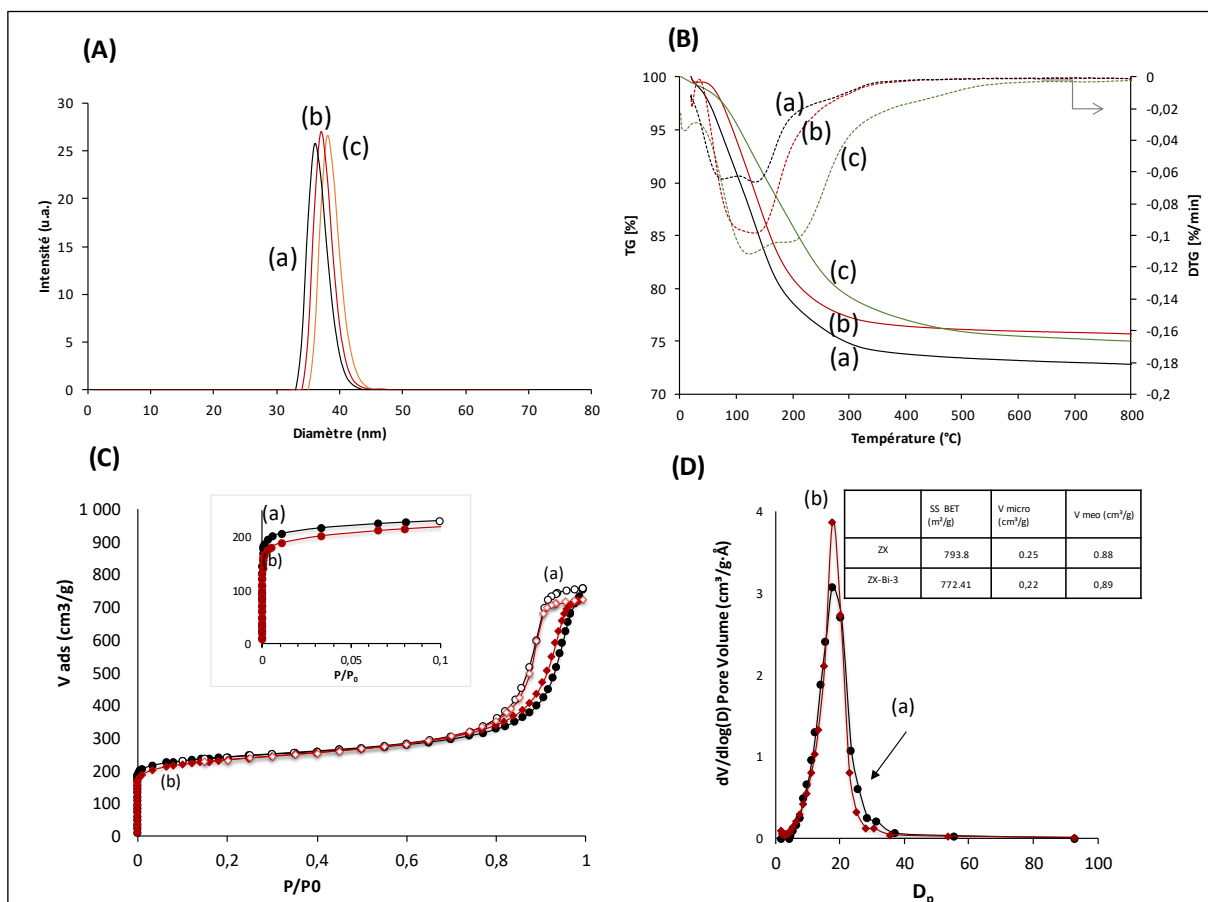 (A)
30
25
20
15
10
5
0
Intensité (u.a.)
0
10
20
30
40
50
60
70
80
Diamètre (nm)
(a)
(b)
(c)
(B)
100
95
90
85
80
75
70
TG [%]
0
-0,02
-0,04
-0,06
-0,08
-0,1
-0,12
-0,14
-0,16
-0,18
-0,2
DTG [%/min]
0
100
200
300
400
500
600
700
800
Température (°C)
(a)
(b)
(c)
(c)
(b)
(a)
(C)
1 000
900
800
700
600
500
400
300
200
100
0
V ads (cm3/g)
0
0,2
0,4
0,6
0,8
1
P/P0
(a)
(b)
200
100
0
0
0,05
0,1
P/P₀
(a)
(b)
(D)
4
3
2
1
0
dV/dlog(D) Pore Volume (cm³/g·Å)
0
20
40
60
80
100
Dₚ
(b)
(a)
SS BET (m²/g)
V micro (cm³/g)
V meo (cm³/g)
ZX 793.8 0.25 0.88
ZX-Bi-3 772.41 0,22 0,89